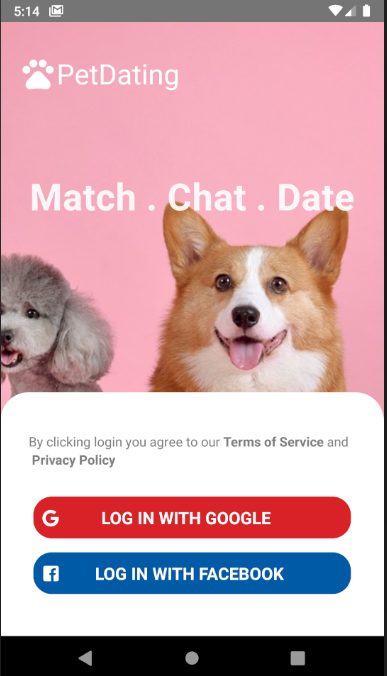 5:14
PetDating
Match . Chat . Date
By clicking login you agree to our Terms of Service and
Privacy Policy
LOG IN WITH GOOGLE
LOG IN WITH FACEBOOK